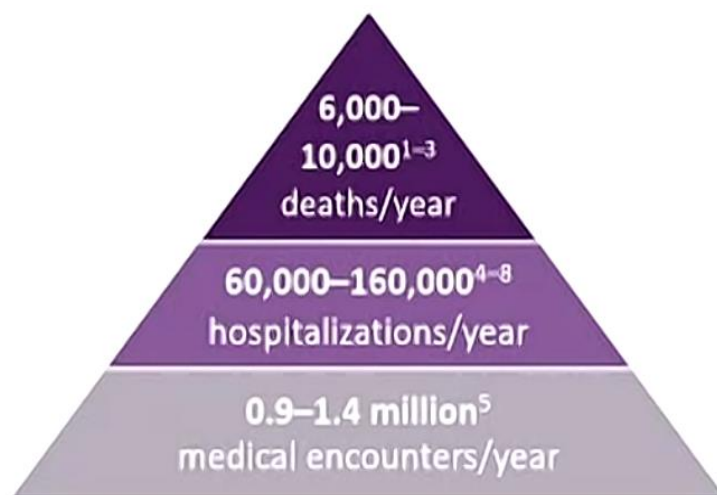 6,000–
10,000¹⁻³
deaths/year
60,000–160,000⁴⁻⁸
hospitalizations/year
0.9–1.4 million⁵
medical encounters/year